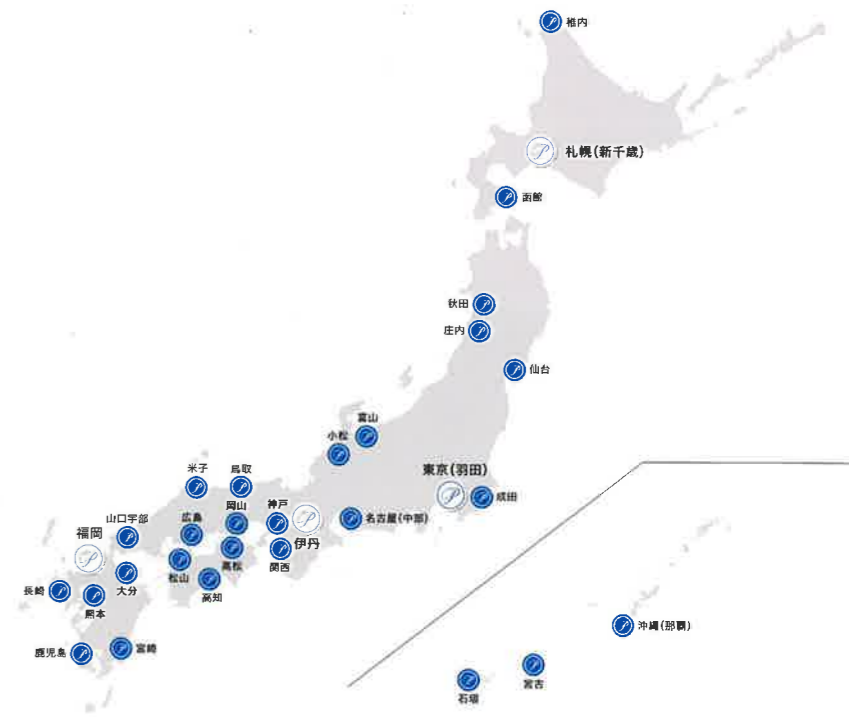 稚内
札幌(新千歳)
函館
秋田
庄内
仙台
富山
小松
東京(羽田)
成田
米子
鳥取
岡山
神戸
名古屋(中部)
山口宇部
広島
伊丹
福岡
高松
関西
松山
高知
大分
長崎
熊本
鹿児島
宮崎
沖縄(那覇)
宮古
石垣